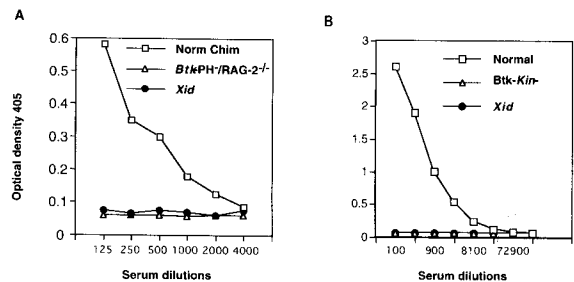 A
Optical density 405
0.6
0.5
0.4
0.3
0.2
0.1
0
Norm Chim
Btk-PH-/RAG-2-/-
Xid
125 250 500 1000 2000 4000
Serum dilutions
B
3
2.5
2
1.5
1
0.5
0
Normal
Btk-Kin-
Xid
100 900 8100 72900
Serum dilutions